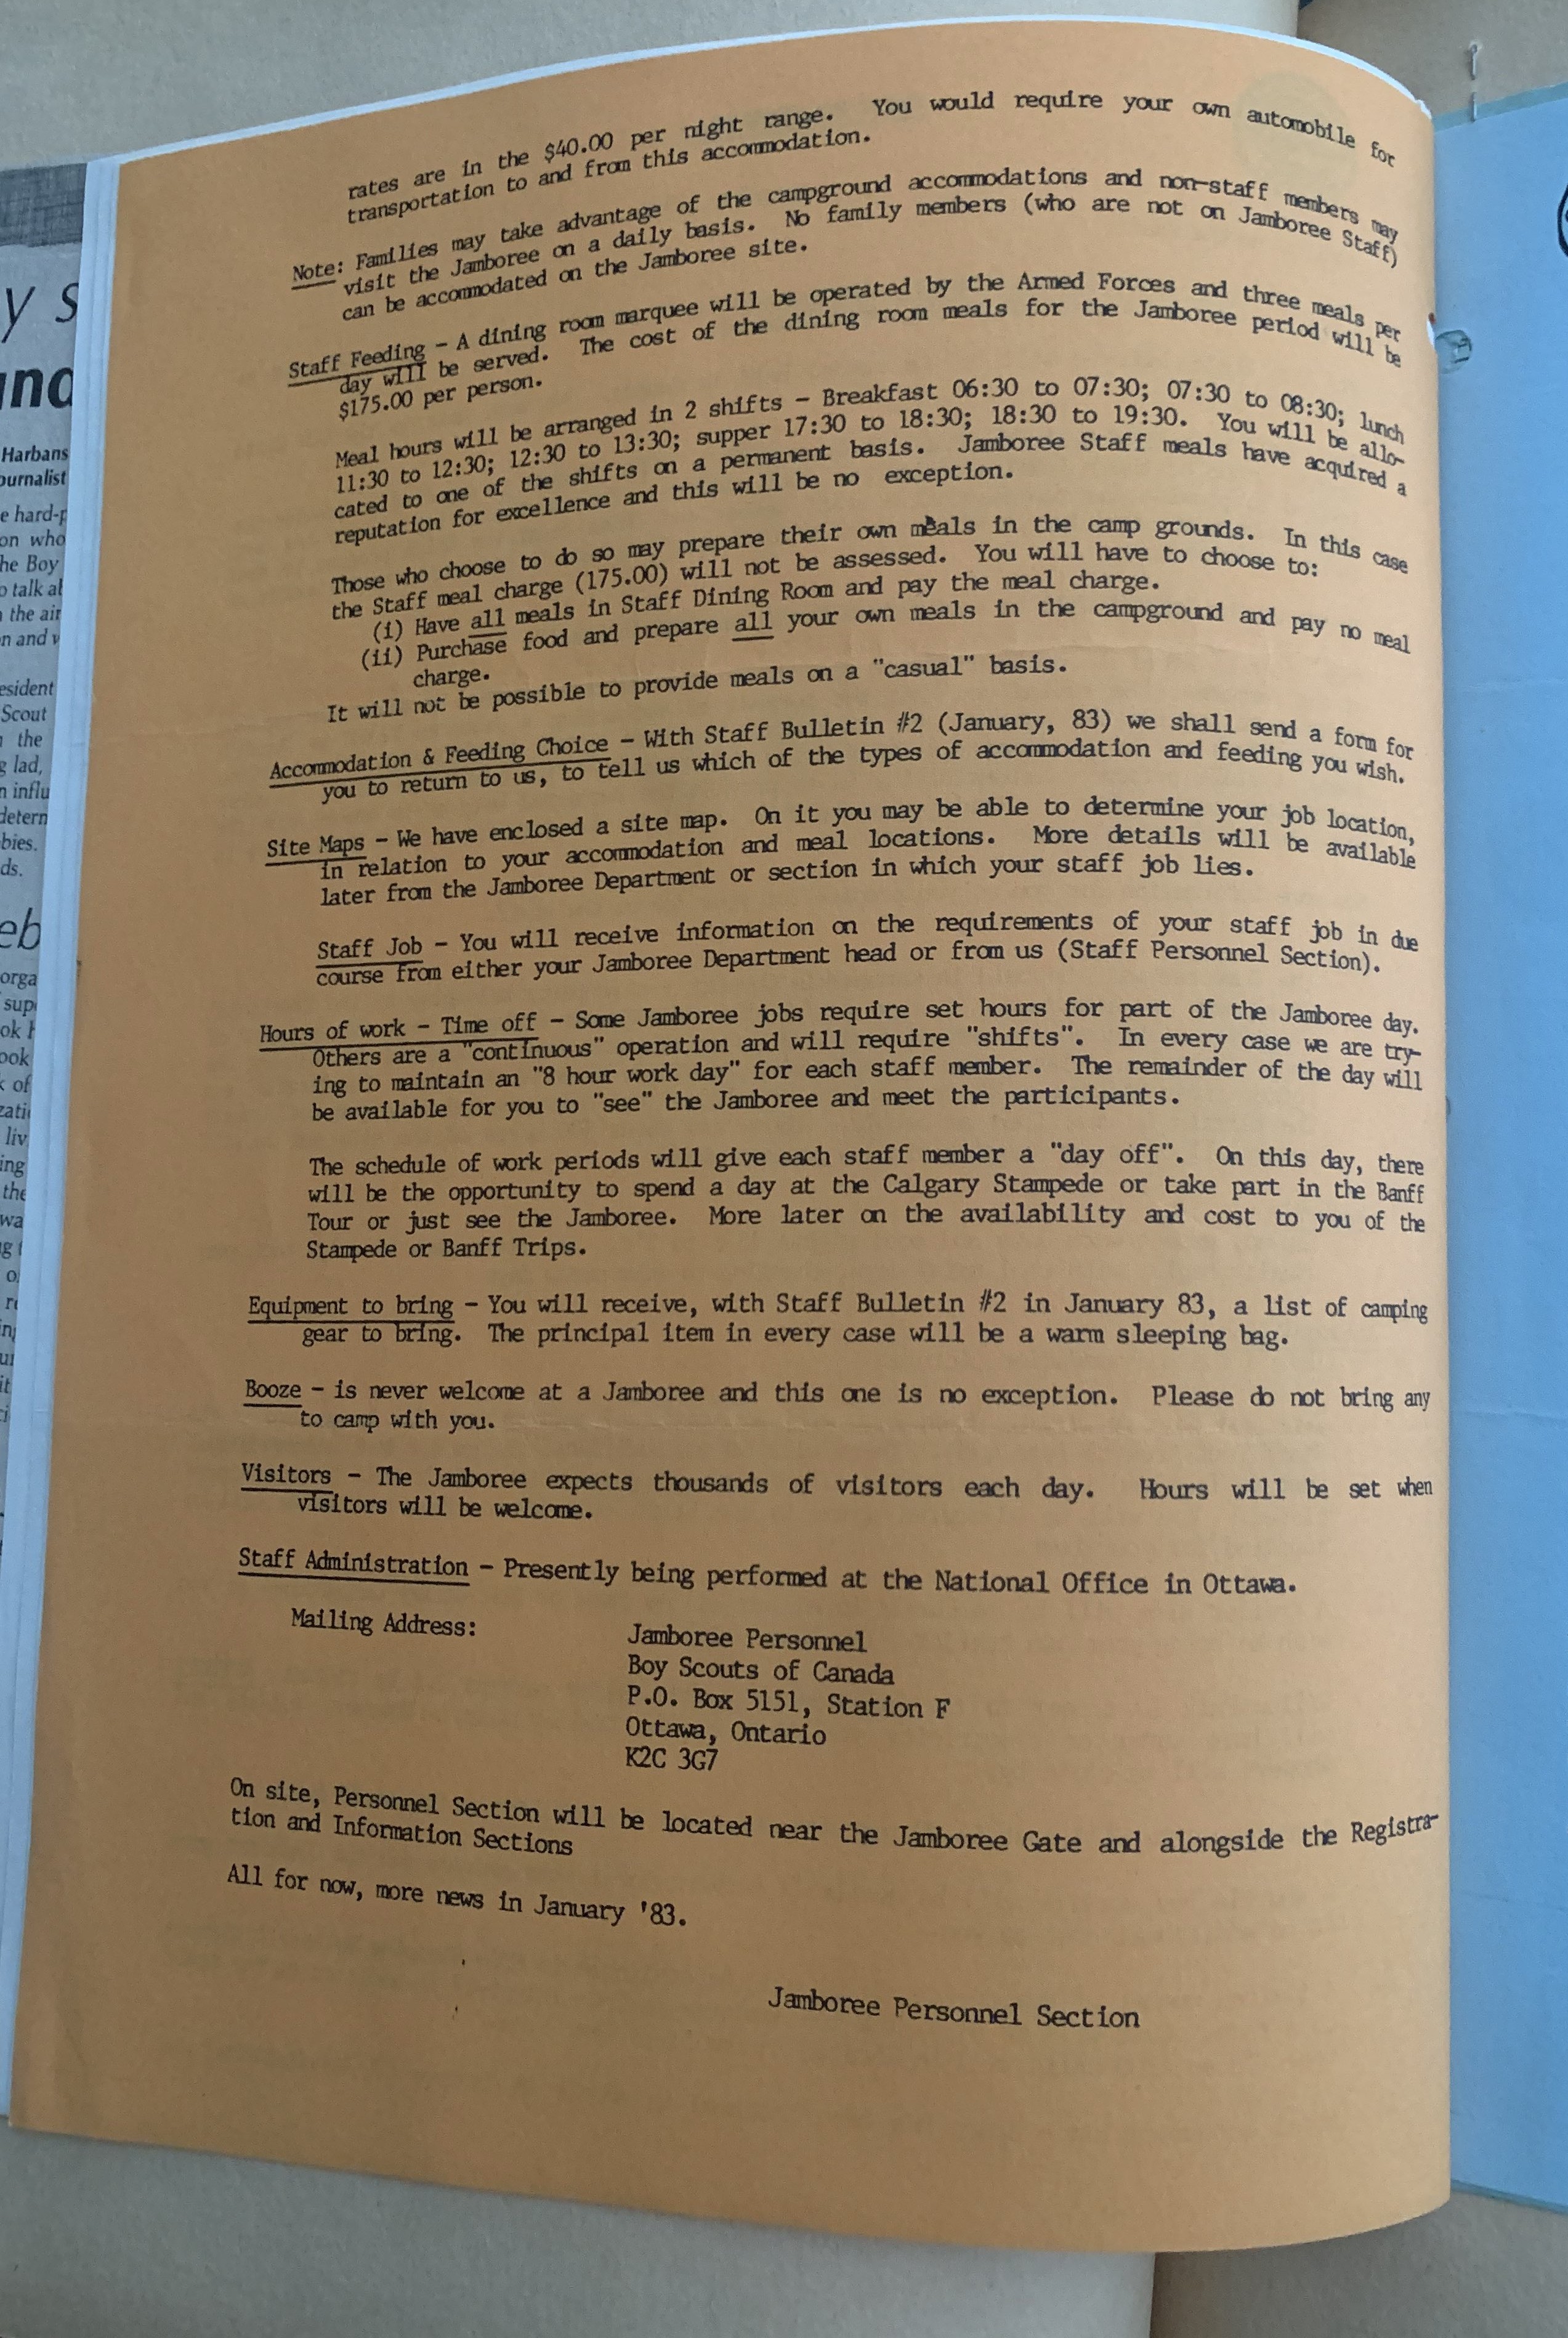 rates are in the $40.00 per night range. You would require your own automobile for
transportation to and from this accommodation.
Note: Families may take advantage of the campground accommodations and non-staff members may
visit the Jamboree on a daily basis. No family members (who are not on Jamboree Staff)
can be accommodated on the Jamboree site.
Staff Feeding - A dining room marquee will be operated by the Armed Forces and three meals per
day will be served. The cost of the dining room meals for the Jamboree period will be
$175.00 per person.
Meal hours will be arranged in 2 shifts - Breakfast 06:30 to 07:30; 07:30 to 08:30; lunch
11:30 to 12:30; 12:30 to 13:30; supper 17:30 to 18:30; 18:30 to 19:30. You will be allo-
cated to one of the shifts on a permanent basis. Jamboree Staff meals have acquired a
reputation for excellence and this will be no exception.
Those who choose to do so may prepare their own meals in the camp grounds. In this case
the Staff meal charge (175.00) will not be assessed. You will have to choose to:
(i) Have all meals in Staff Dining Room and pay the meal charge.
(ii) Purchase food and prepare all your own meals in the campground and pay no meal
charge.
It will not be possible to provide meals on a "casual" basis.
Accommodation & Feeding Choice - With Staff Bulletin #2 (January, 83) we shall send a form for
you to return to us, to tell us which of the types of accommodation and feeding you wish.
Site Maps - We have enclosed a site map. On it you may be able to determine your job location,
in relation to your accommodation and meal locations. More details will be available
later from the Jamboree Department or section in which your staff job lies.
Staff Job - You will receive information on the requirements of your staff job in due
course from either your Jamboree Department head or from us (Staff Personnel Section).
Hours of work - Time off - Some Jamboree jobs require set hours for part of the Jamboree day.
Others are a "continuous" operation and will require "shifts". In every case we are try-
ing to maintain an "8 hour work day" for each staff member. The remainder of the day will
be available for you to "see" the Jamboree and meet the participants.
The schedule of work periods will give each staff member a "day off". On this day, there
will be the opportunity to spend a day at the Calgary Stampede or take part in the Banff
Tour or just see the Jamboree. More later on the availability and cost to you of the
Stampede or Banff Trips.
Equipment to bring - You will receive, with Staff Bulletin #2 in January 83, a list of camping
gear to bring. The principal item in every case will be a warm sleeping bag.
Booze - is never welcome at a Jamboree and this one is no exception. Please do not bring any
to camp with you.
Visitors - The Jamboree expects thousands of visitors each day. Hours will be set when
visitors will be welcome.
Staff Administration - Presently being performed at the National Office in Ottawa.
Mailing Address:
Jamboree Personnel
Boy Scouts of Canada
P.O. Box 5151, Station F
Ottawa, Ontario
K2C 3G7
On site, Personnel Section will be located near the Jamboree Gate and alongside the Registra-
tion and Information Sections
All for now, more news in January '83.
Jamboree Personnel Section
Harbans